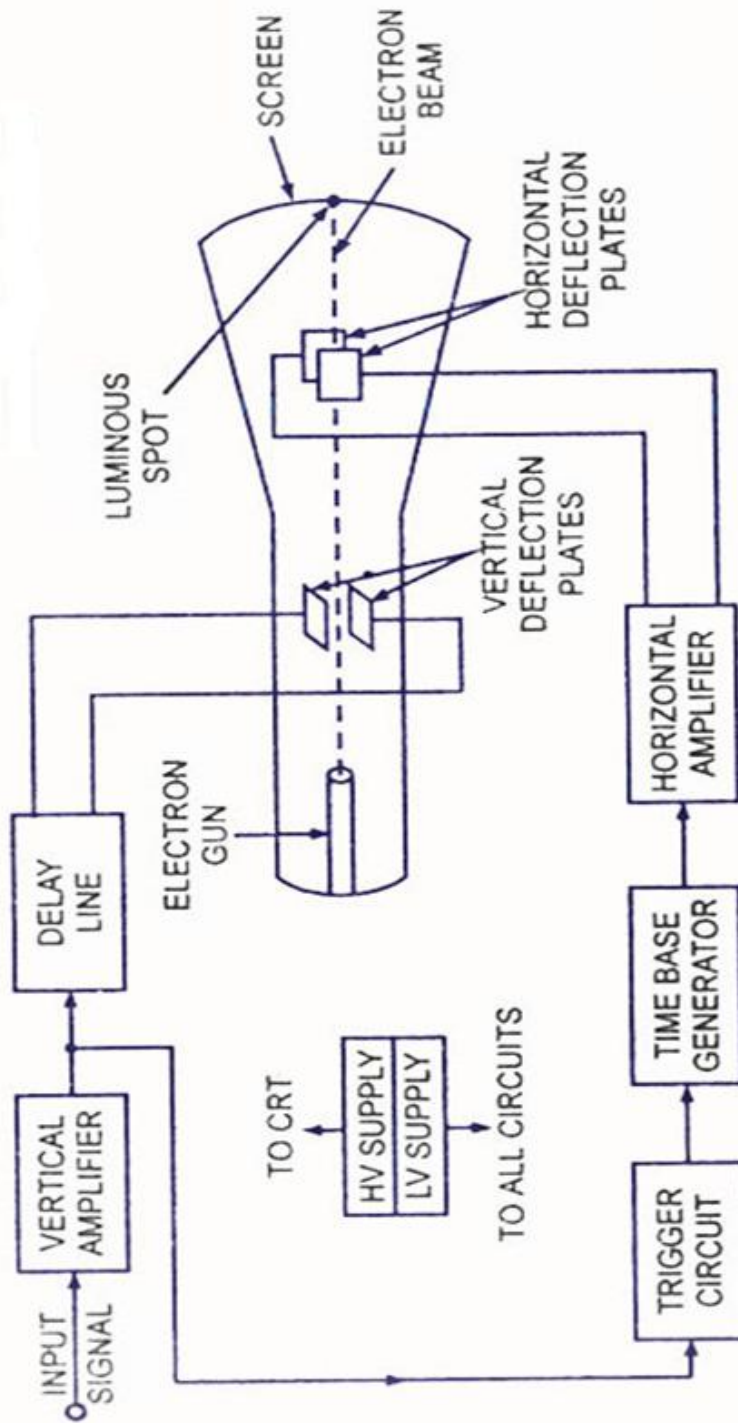 INPUT
SIGNAL
VERTICAL
AMPLIFIER
DELAY
LINE
ELECTRON
GUN
LUMINOUS
SPOT
SCREEN
ELECTRON
BEAM
HORIZONTAL
DEFLECTION
PLATES
VERTICAL
DEFLECTION
PLATES
TO CRT
HV SUPPLY
LV SUPPLY
TO ALL CIRCUITS
TRIGGER
CIRCUIT
TIME BASE
GENERATOR
HORIZONTAL
AMPLIFIER